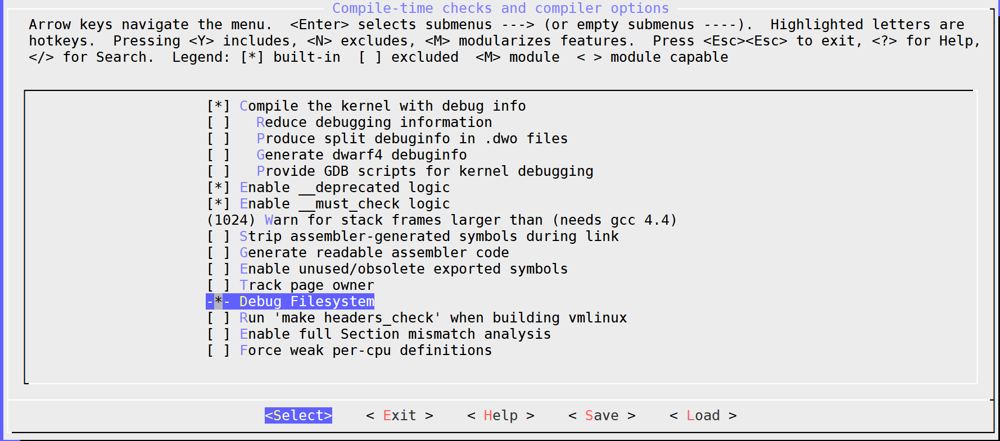 Compile-time checks and compiler options
Arrow keys navigate the menu.  <Enter> selects submenus ---> (or empty submenus ----).  Highlighted letters are
hotkeys.  Pressing <Y> includes, <N> excludes, <M> modularizes features.  Press <Esc><Esc> to exit, <?> for Help,
</> for Search.  Legend: [*] built-in  [ ] excluded  <M> module  < > module capable
[*] Compile the kernel with debug info
[ ]   Reduce debugging information
[ ]   Produce split debuginfo in .dwo files
[ ]   Generate dwarf4 debuginfo
[ ]   Provide GDB scripts for kernel debugging
[*] Enable __deprecated logic
[*] Enable __must_check logic
(1024) Warn for stack frames larger than (needs gcc 4.4)
[ ] Strip assembler-generated symbols during link
[ ] Generate readable assembler code
[ ] Enable unused/obsolete exported symbols
[ ] Track page owner
-*- Debug Filesystem
[ ] Run 'make headers_check' when building vmlinux
[ ] Enable full Section mismatch analysis
[ ] Force weak per-cpu definitions
<Select>    < Exit >    < Help >    < Save >    < Load >